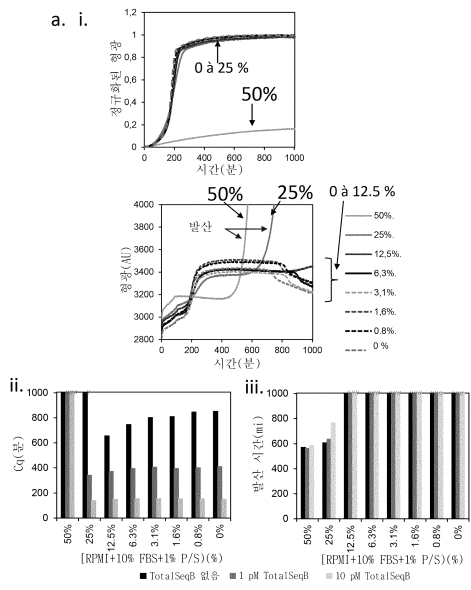 a. i.
정규화된 형광
1,2
1
0,8
0,6
0,4
0,2
0
0 à 25 %
50%
0 200 400 600 800 1000
시간(분)
50% 25% 0 à 12.5 %
발산
형광(AU)
4000
3800
3600
3400
3200
3000
2800
0 200 400 600 800 1000
시간(분)
50%.
25%.
12,5%.
6,3%.
3,1%.
1,6%.
0.8%.
0 %
ii.
Cq(분)
1000
800
600
400
200
0
50% 25% 12.5% 6.3% 3.1% 1.6% 0.8% 0%
[RPMI+10% FBS+1% P/S)(%)
iii.
발산 시간(mi)
1000
800
600
400
200
0
50% 25% 12.5% 6.3% 3.1% 1.6% 0.8% 0%
[RPMI+10% FBS+1% P/S)(%)
TotalSeqB 없음 1 pM TotalSeqB 10 pM TotalSeqB